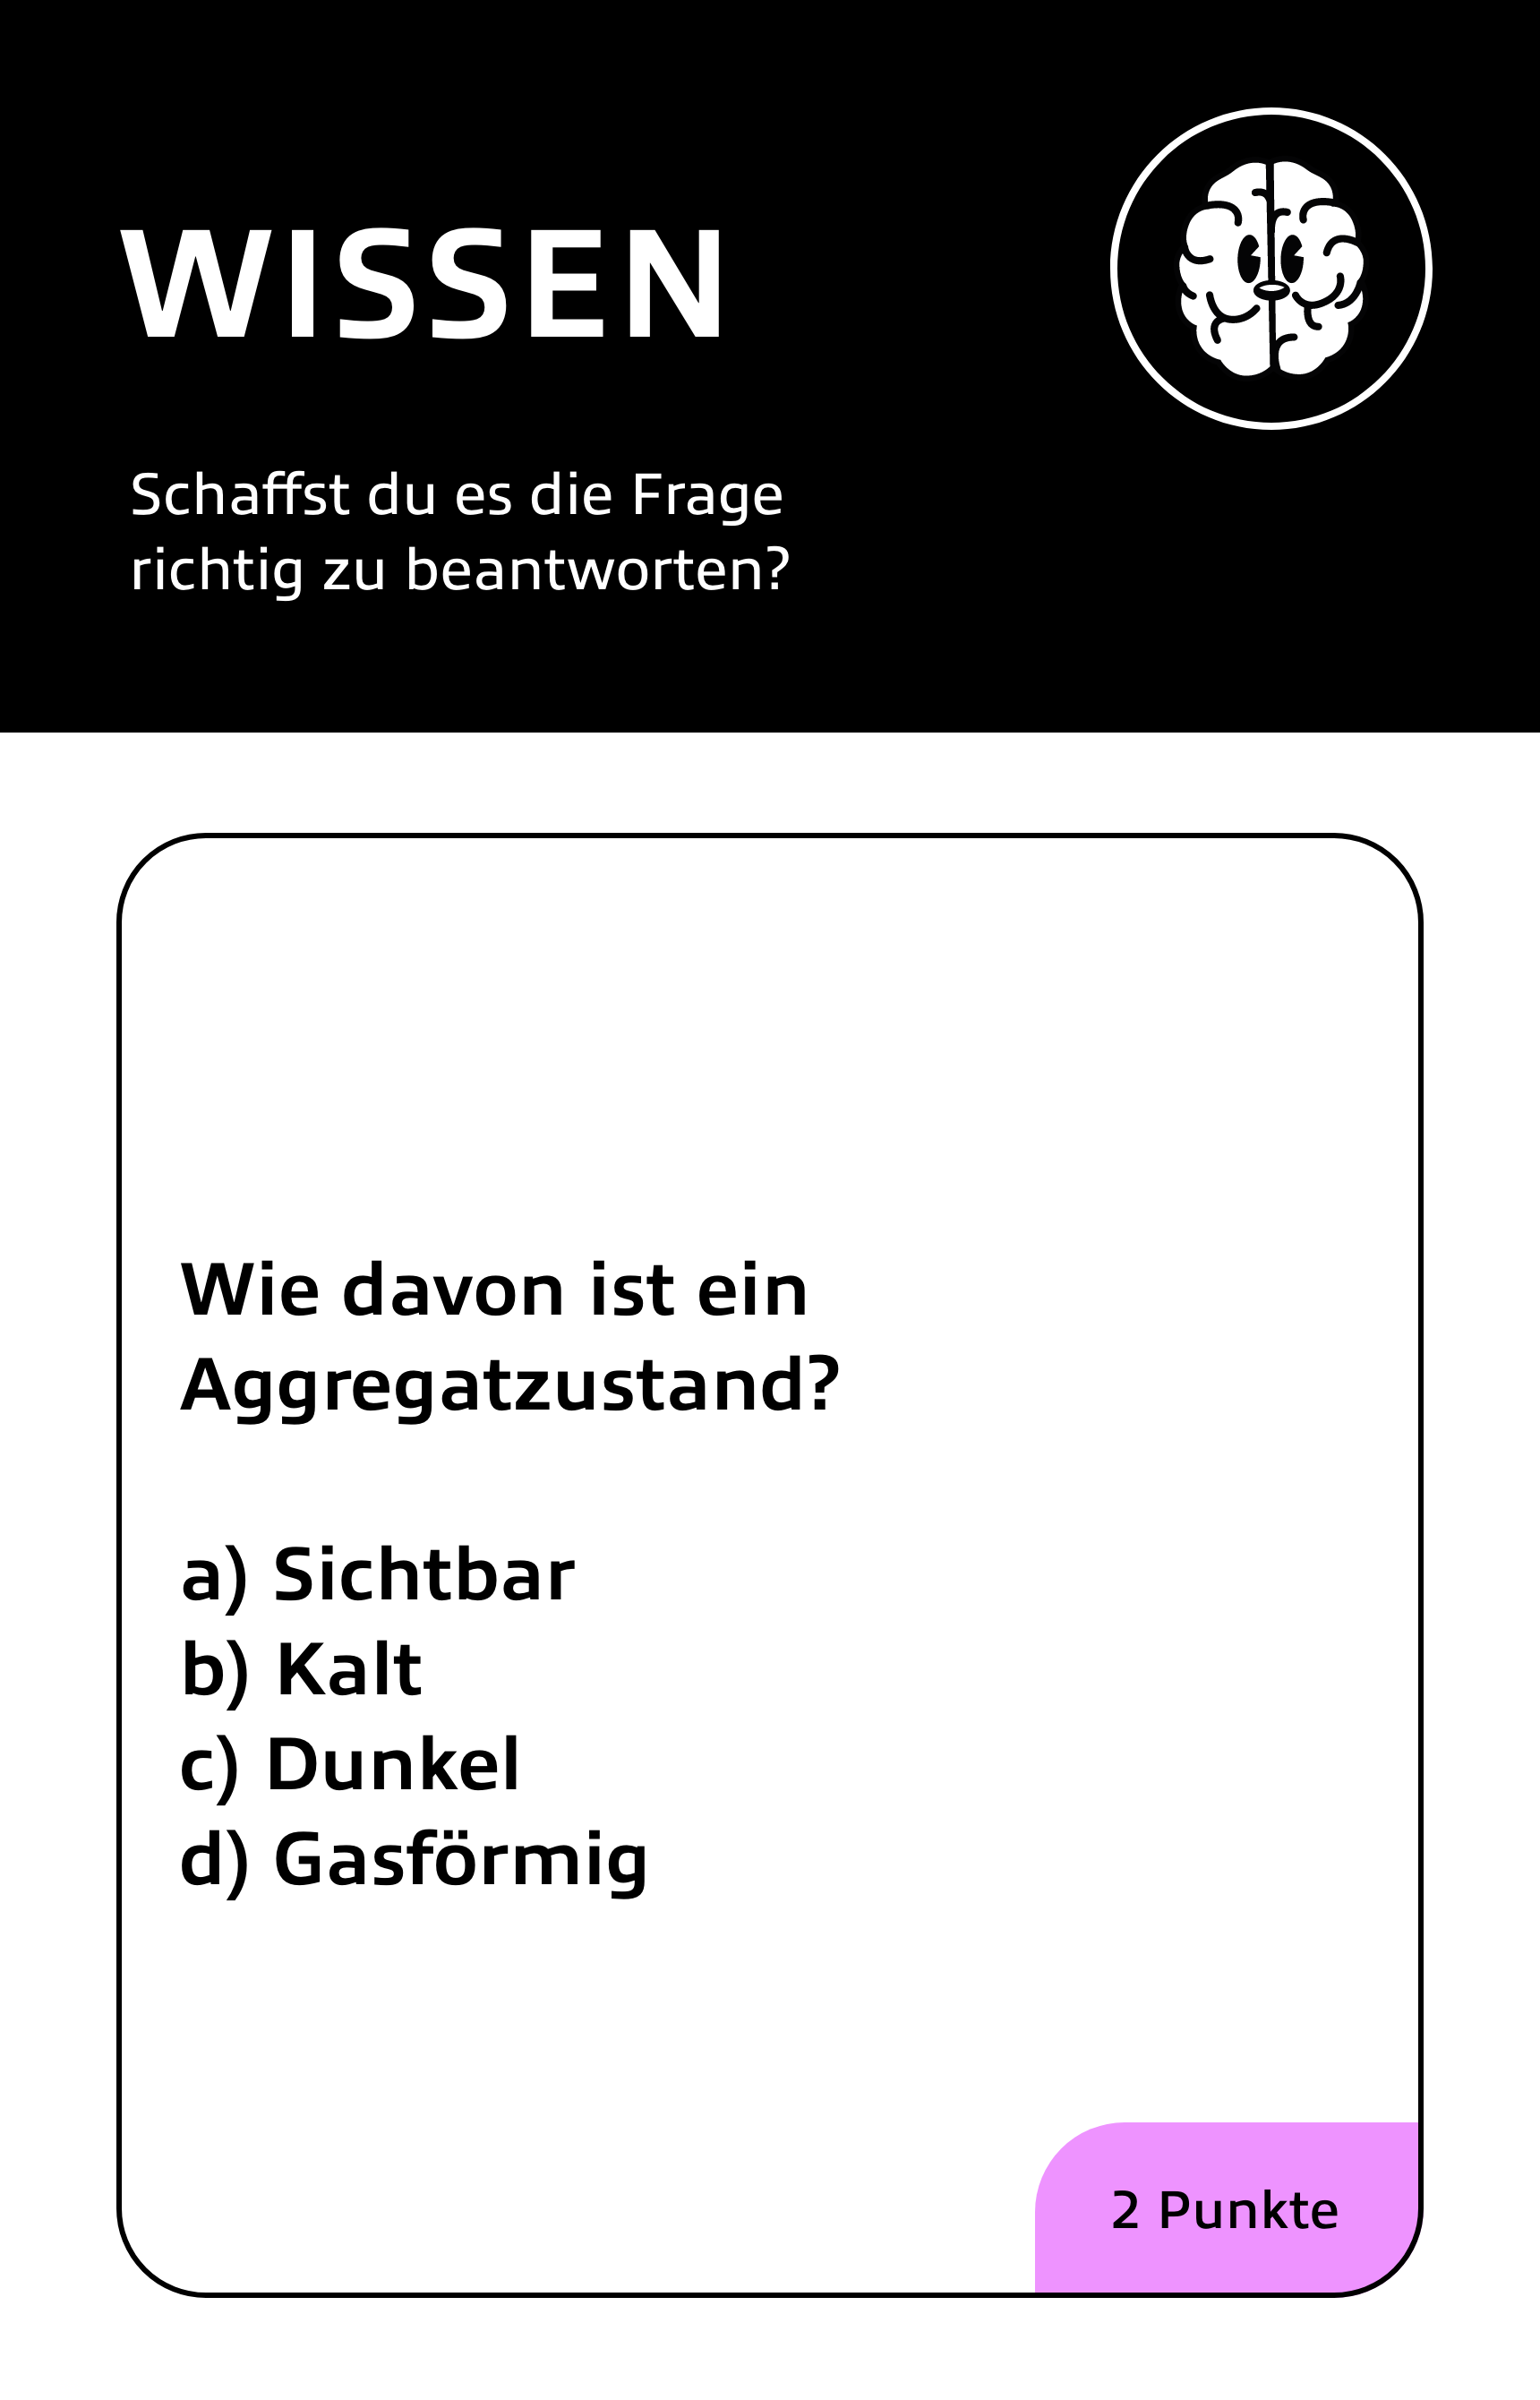 WISSEN
Schaffst du es die Frage
richtig zu beantworten?
Wie davon ist ein
Aggregatzustand?
a) Sichtbar
b) Kalt
c) Dunkel
d) Gasförmig
2 Punkte